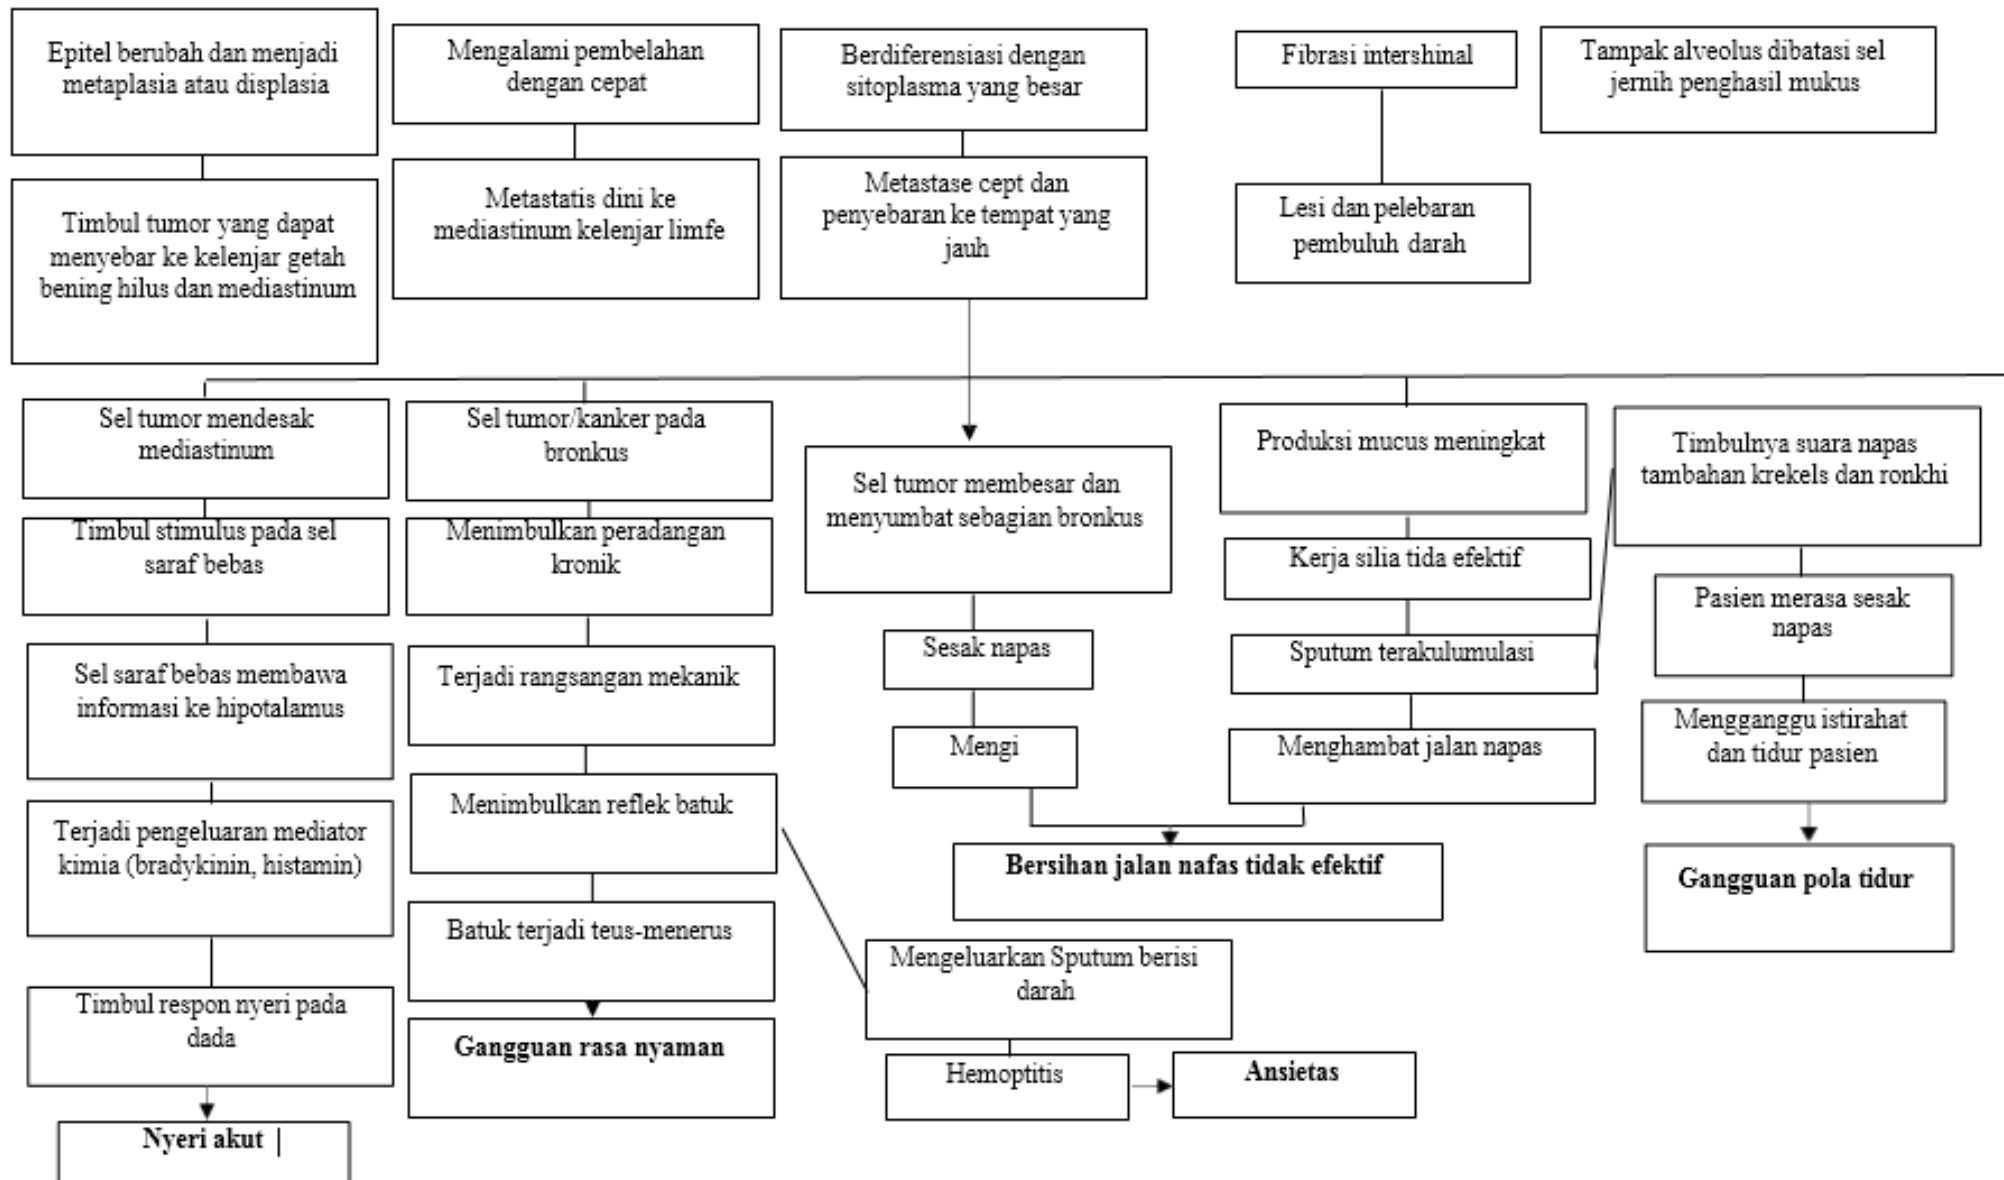 Epitel berubah dan menjadi
metaplasia atau displasia
Mengalami pembelahan
dengan cepat
Berdiferensiasi dengan
sitoplasma yang besar
Fibrasi intershinal
Tampak alveolus dibatasi sel
jernih penghasil mukus
Timbul tumor yang dapat
menyebar ke kelenjar getah
bening hilus dan mediastinum
Metastatis dini ke
mediastinum kelenjar limfe
Metastase cept dan
penyebaran ke tempat yang
jauh
Lesi dan pelebaran
pembuluh darah
Sel tumor mendesak
mediastinum
Timbul stimulus pada sel
saraf bebas
Sel saraf bebas membawa
informasi ke hipotalamus
Terjadi pengeluaran mediator
kimia (bradykinin, histamin)
Timbul respon nyeri pada
dada
Nyeri akut
Sel tumor/kanker pada
bronkus
Menimbulkan peradangan
kronik
Terjadi rangsangan mekanik
Menimbulkan reflek batuk
Batuk terjadi teus-menerus
Gangguan rasa nyaman
Sel tumor membesar dan
menyumbat sebagian bronkus
Sesak napas
Mengi
Produksi mucus meningkat
Kerja silia tida efektif
Sputum terakulumulasi
Menghambat jalan napas
Bersihan jalan nafas tidak efektif
Mengeluarkan Sputum berisi
darah
Hemoptitis
Ansietas
Timbulnya suara napas
tambahan krekels dan ronkhi
Pasien merasa sesak
napas
Mengganggu istirahat
dan tidur pasien
Gangguan pola tidur